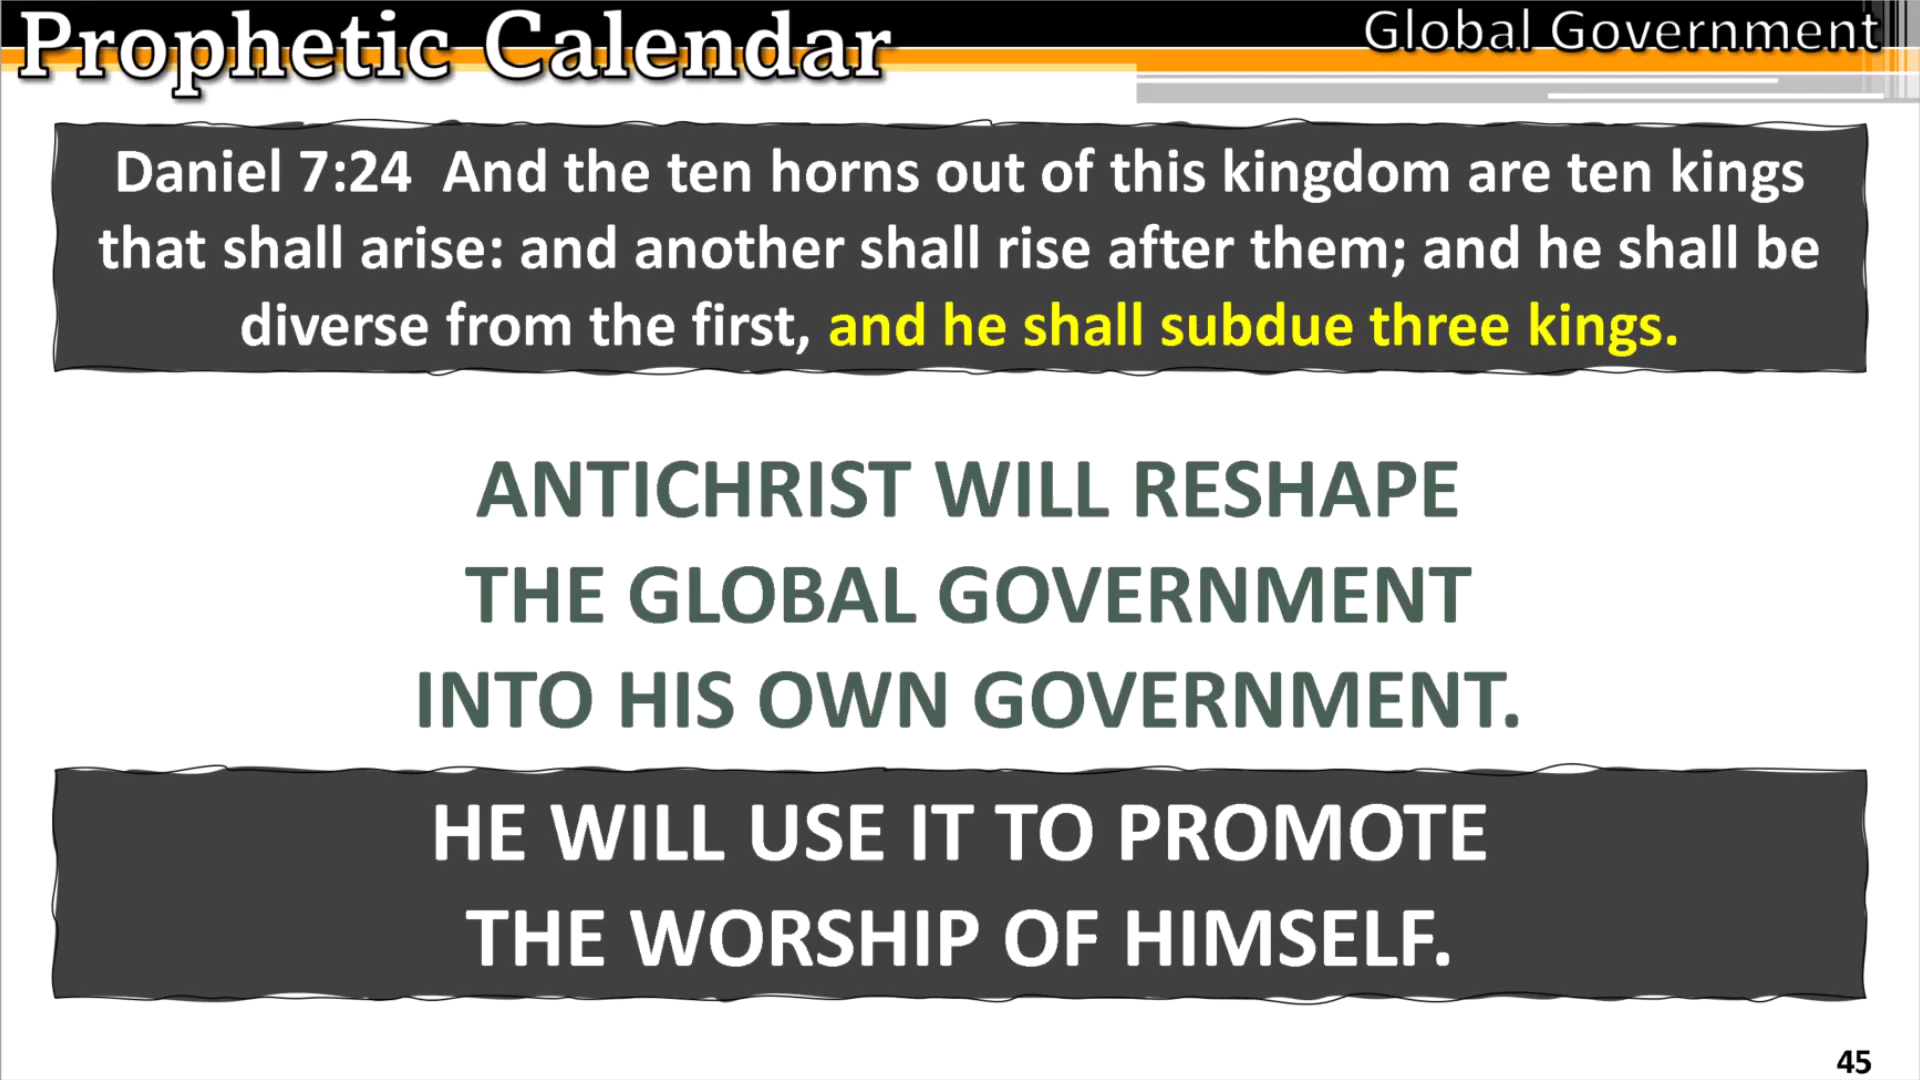 Prophetic Calendar
Global Government
Daniel 7:24  And the ten horns out of this kingdom are ten kings
that shall arise: and another shall rise after them; and he shall be
diverse from the first, and he shall subdue three kings.
ANTICHRIST WILL RESHAPE
THE GLOBAL GOVERNMENT
INTO HIS OWN GOVERNMENT.
HE WILL USE IT TO PROMOTE
THE WORSHIP OF HIMSELF.
45